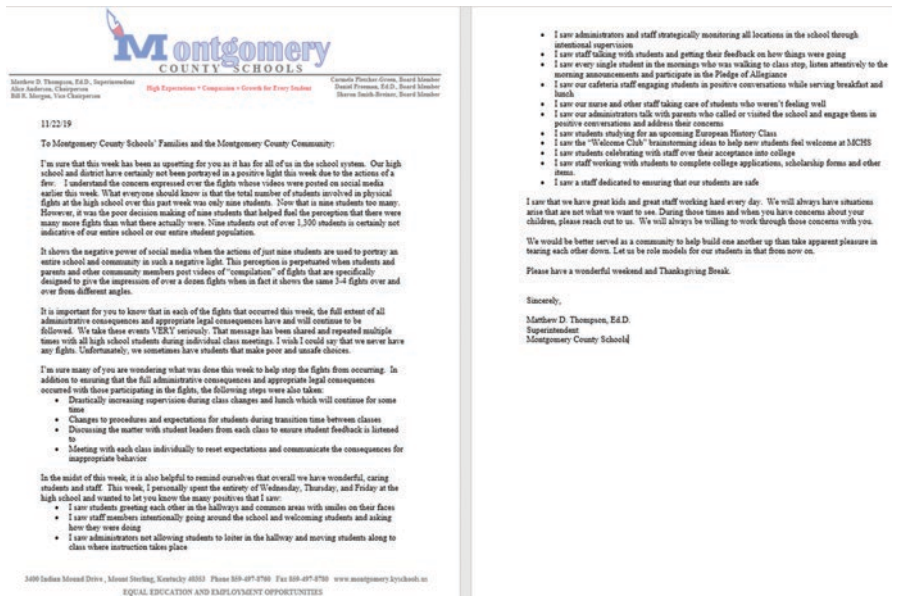 Montgomery
COUNTY SCHOOLS
Matthew D. Thompson, Ed.D., Superintendent
Alice Anderson, Chairperson
Bill K. Morgan, Vice Chairperson
High Expectations * Compassion * Growth for Every Student
Carmela Fletcher-Green, Board Member
Daniel Freeman, Ed.D., Board Member
Sharon Smith-Breiner, Board Member
11/22/19
To Montgomery County Schools' Families and the Montgomery County Community:
I'm sure that this week has been as upsetting for you as it has for all of us in the school system. Our high
school and district have certainly not been portrayed in a positive light this week due to the actions of a
few. I understand the concern expressed over the fights whose videos were posted on social media
earlier this week. What everyone should know is that the total number of students involved in physical
fights at the high school over this past week was only nine students. Now that is nine students too many.
However, it was the poor decision making of nine students that helped fuel the perception that there were
many more fights than what there actually were. Nine students out of over 1,300 students is certainly not
indicative of our entire school or our entire student population.
It shows the negative power of social media when the actions of just nine students are used to portray an
entire school and community in such a negative light. This perception is perpetuated when students and
parents and other community members post videos of "compilation" of fights that are specifically
designed to give the impression of over a dozen fights when in fact it shows the same 3-4 fights over and
over from different angles.
It is important for you to know that in each of the fights that occurred this week, the full extent of all
administrative consequences and appropriate legal consequences have and will continue to be
followed. We take these events VERY seriously. That message has been shared and repeated multiple
times with all high school students during individual class meetings. I wish I could say that we never have
any fights. Unfortunately, we sometimes have students that make poor and unsafe choices.
I'm sure many of you are wondering what was done this week to help stop the fights from occurring. In
addition to ensuring that the full administrative consequences and appropriate legal consequences
occurred with those participating in the fights, the following steps were also taken:
• Drastically increasing supervision during class changes and lunch which will continue for some
time
• Changes to procedures and expectations for students during transition time between classes
• Discussing the matter with student leaders from each class to ensure student feedback is listened
to
• Meeting with each class individually to reset expectations and communicate the consequences for
inappropriate behavior
In the midst of this week, it is also helpful to remind ourselves that overall we have wonderful, caring
students and staff. This week, I personally spent the entirety of Wednesday, Thursday, and Friday at the
high school and wanted to let you know the many positives that I saw:
• I saw students greeting each other in the hallways and common areas with smiles on their faces
• I saw staff members intentionally going around the school and welcoming students and asking
how they were doing
• I saw administrators not allowing students to loiter in the hallway and moving students along to
class where instruction takes place
3400 Indian Mound Drive , Mount Sterling, Kentucky 40353 Phone 859-497-8760 Fax 859-497-8780 www.montgomery.kyschools.us
EQUAL EDUCATION AND EMPLOYMENT OPPORTUNITIES
• I saw administrators and staff strategically monitoring all locations in the school through
intentional supervision
• I saw staff talking with students and getting their feedback on how things were going
• I saw every single student in the mornings who was walking to class stop, listen attentively to the
morning announcements and participate in the Pledge of Allegiance
• I saw our cafeteria staff engaging students in positive conversations while serving breakfast and
lunch
• I saw our nurse and other staff taking care of students who weren't feeling well
• I saw our administrators talk with parents who called or visited the school and engage them in
positive conversations and address their concerns
• I saw students studying for an upcoming European History Class
• I saw the "Welcome Club" brainstorming ideas to help new students feel welcome at MCHS
• I saw students celebrating with staff over their acceptance into college
• I saw staff working with students to complete college applications, scholarship forms and other
items.
• I saw a staff dedicated to ensuring that our students are safe
I saw that we have great kids and great staff working hard every day. We will always have situations
arise that are not what we want to see. During those times and when you have concerns about your
children, please reach out to us. We will always be willing to work through those concerns with you.
We would be better served as a community to help build one another up than take apparent pleasure in
tearing each other down. Let us be role models for our students in that from now on.
Please have a wonderful weekend and Thanksgiving Break.
Sincerely,
Matthew D. Thompson, Ed.D.
Superintendent
Montgomery County Schools